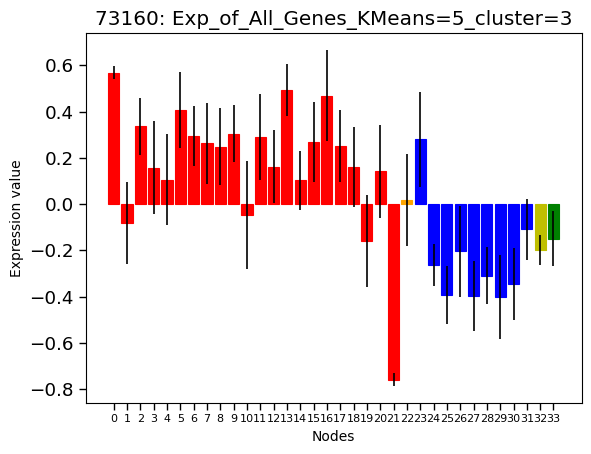 73160: Exp_of_All_Genes_KMeans=5_cluster=3
Expression value
0.6
0.4
0.2
0.0
−0.2
−0.4
−0.6
−0.8
0 1 2 3 4 5 6 7 8 9 10 11 12 13 14 15 16 17 18 19 20 21 22 23 24 25 26 27 28 29 30 31 32 33
Nodes